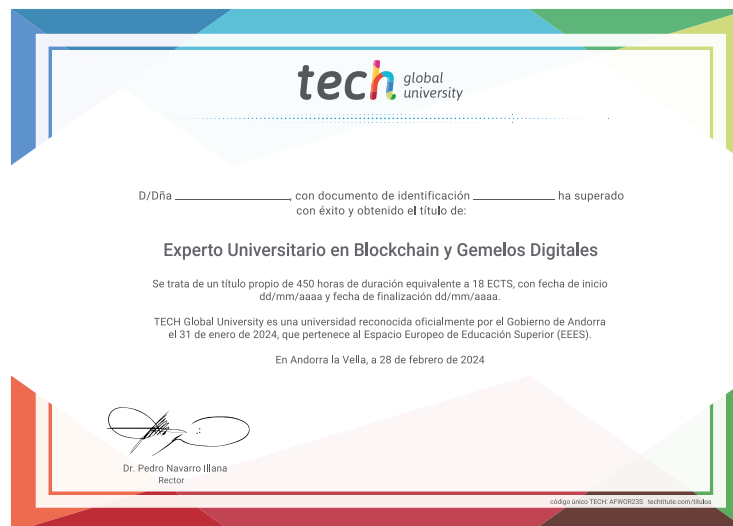 tech global
university
D/Dña ____________________, con documento de identificación ______________ ha superado
con éxito y obtenido el título de:
Experto Universitario en Blockchain y Gemelos Digitales
Se trata de un título propio de 450 horas de duración equivalente a 18 ECTS, con fecha de inicio
dd/mm/aaaa y fecha de finalización dd/mm/aaaa.
TECH Global University es una universidad reconocida oficialmente por el Gobierno de Andorra
el 31 de enero de 2024, que pertenece al Espacio Europeo de Educación Superior (EEES).
En Andorra la Vella, a 28 de febrero de 2024
Dr. Pedro Navarro Illana
Rector
código único TECH: AFWOR23S techtitute.com/titulos